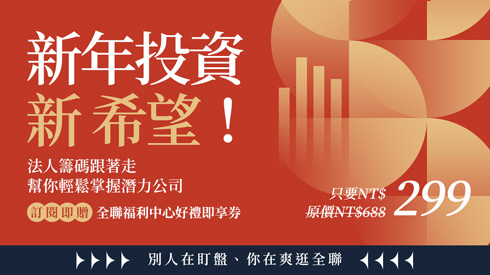 新年投資
新希望！
法人籌碼跟著走
幫你輕鬆掌握潛力公司
訂閱即贈 全聯福利中心好禮即享券
只要NT$
原價NT$688
299
別人在盯盤、你在爽逛全聯